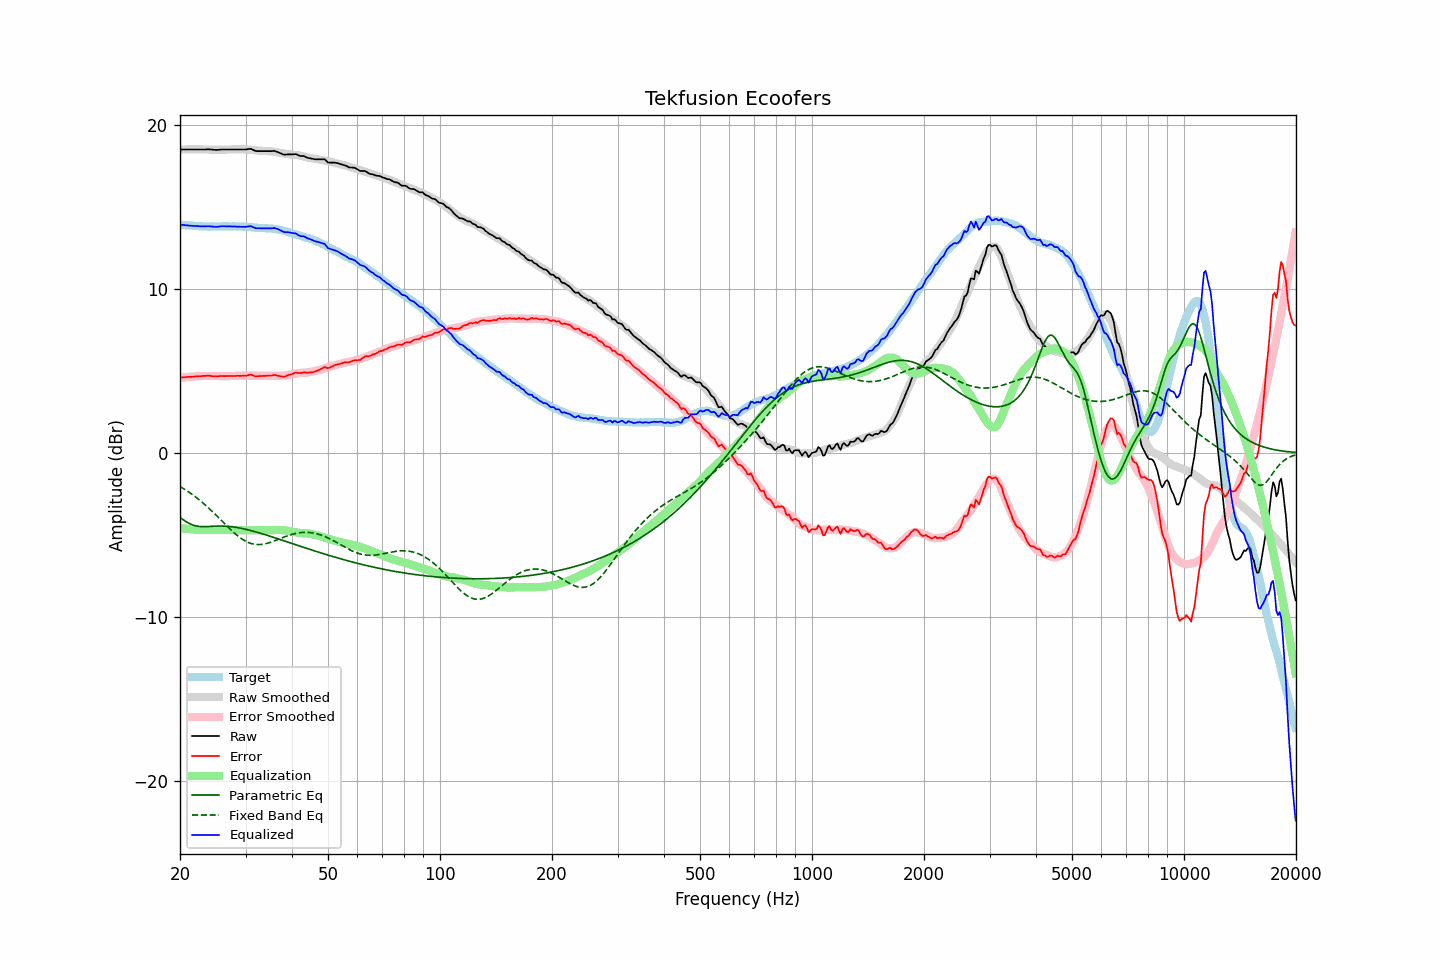 Tekfusion Ecoofers
20
10
0
−10
−20
Amplitude (dBr)
Target
Raw Smoothed
Error Smoothed
Raw
Error
Equalization
Parametric Eq
Fixed Band Eq
Equalized
20 50 100 200 500 1000 2000 5000 10000 20000
Frequency (Hz)